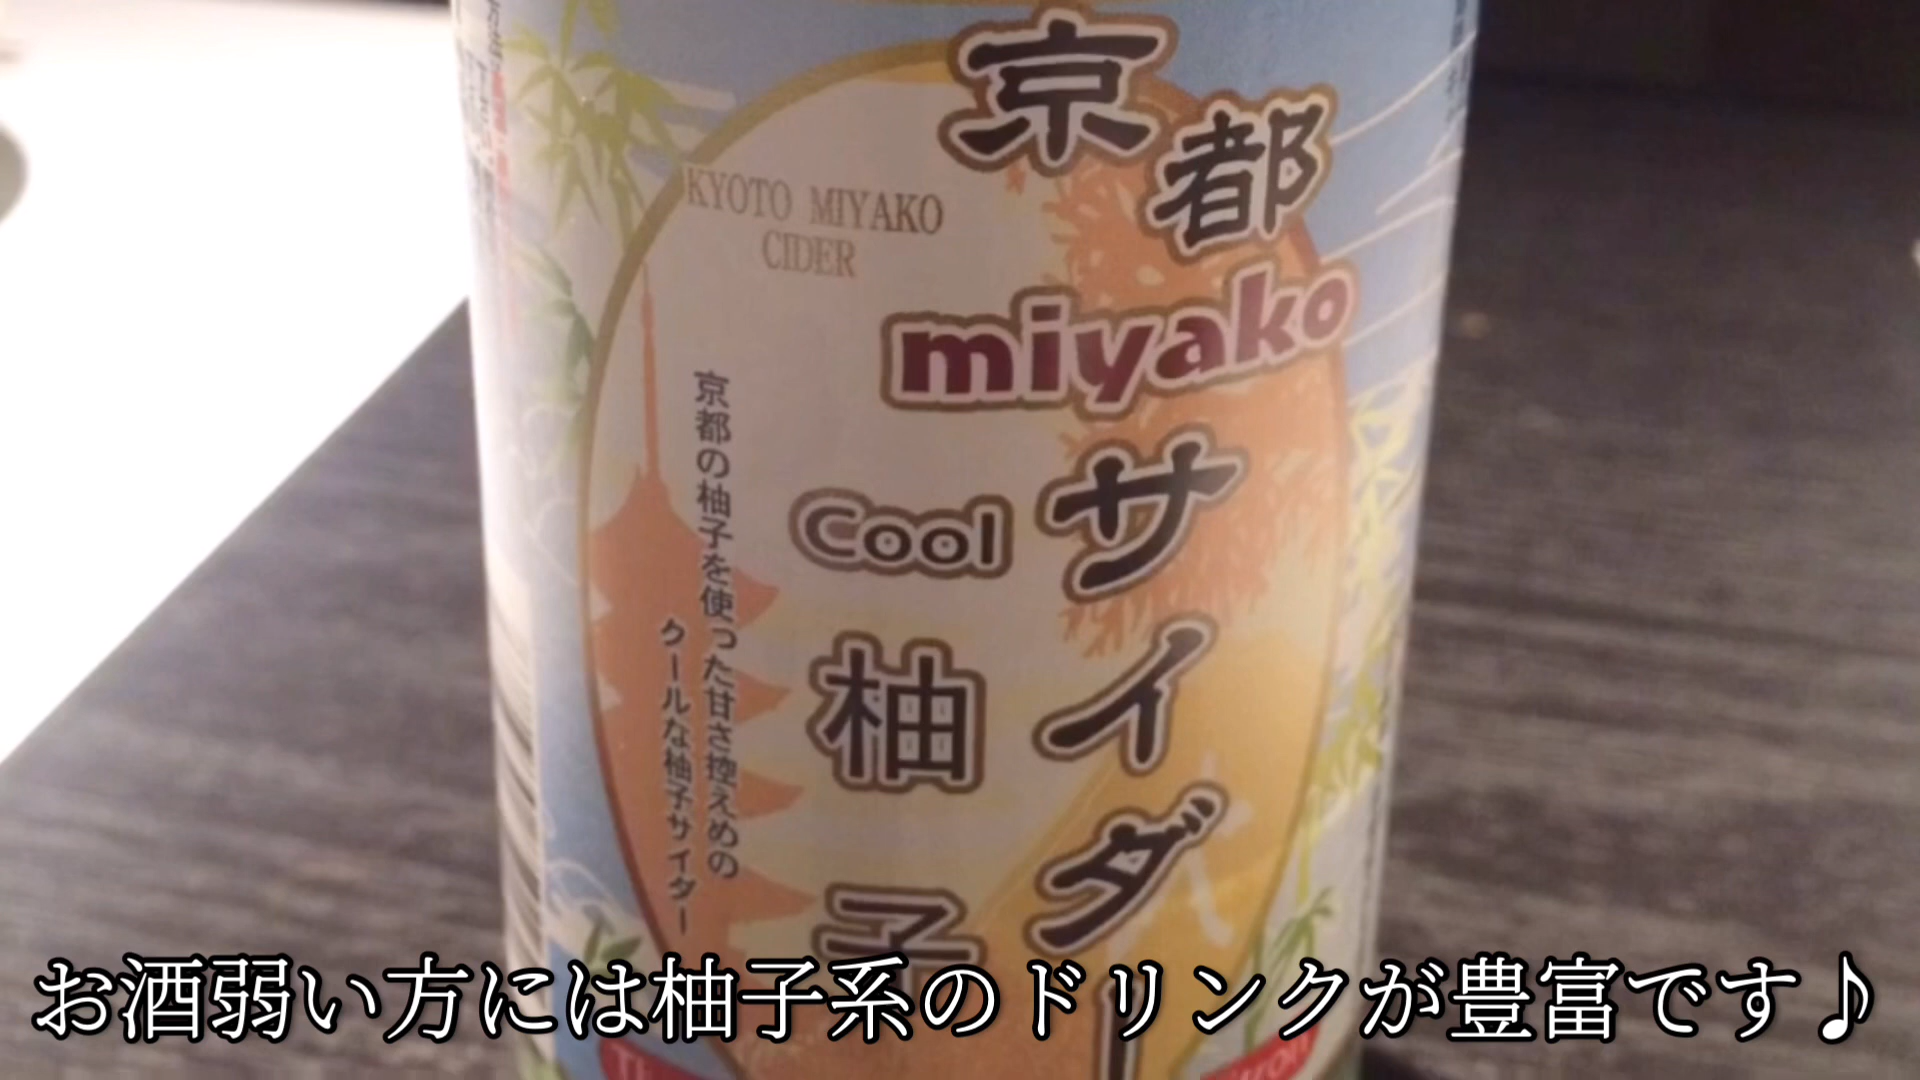 京都
miyako
サイダー
KYOTO MIYAKO
CIDER
Cool
柚子
京都の柚子を使った甘さ控えめの
クールな柚子サイダー
お酒弱い方には柚子系のドリンクが豊富です♪